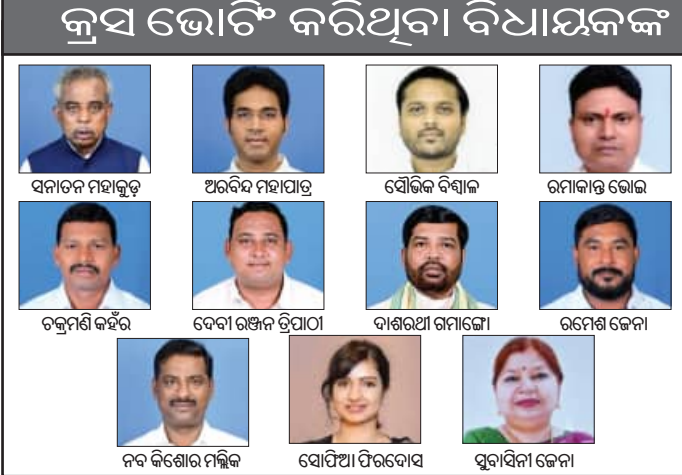 କ୍ରସ ଭୋଟିଂ କରିଥିବା ବିଧାୟକଙ୍କ
ସନାତନ ମହାକୁଡ଼ ଅରବିନ୍ଦ ମହାପାତ୍ର ସୌଭିକ ବିଶ୍ୱାଳ ରମାକାନ୍ତ ଭୋଇ
ଚକ୍ରମଣି କହଁର ଦେବୀ ରଞ୍ଜନ ତ୍ରିପାଠୀ ଦାଶରଥୀ ଗମାଙ୍ଗୋ ରମେଶ ଜେନା
ନବ କିଶୋର ମଲ୍ଲିକ ସୋଫିଆ ଫିରଦୋସ ସୁବାସିନୀ ଜେନା